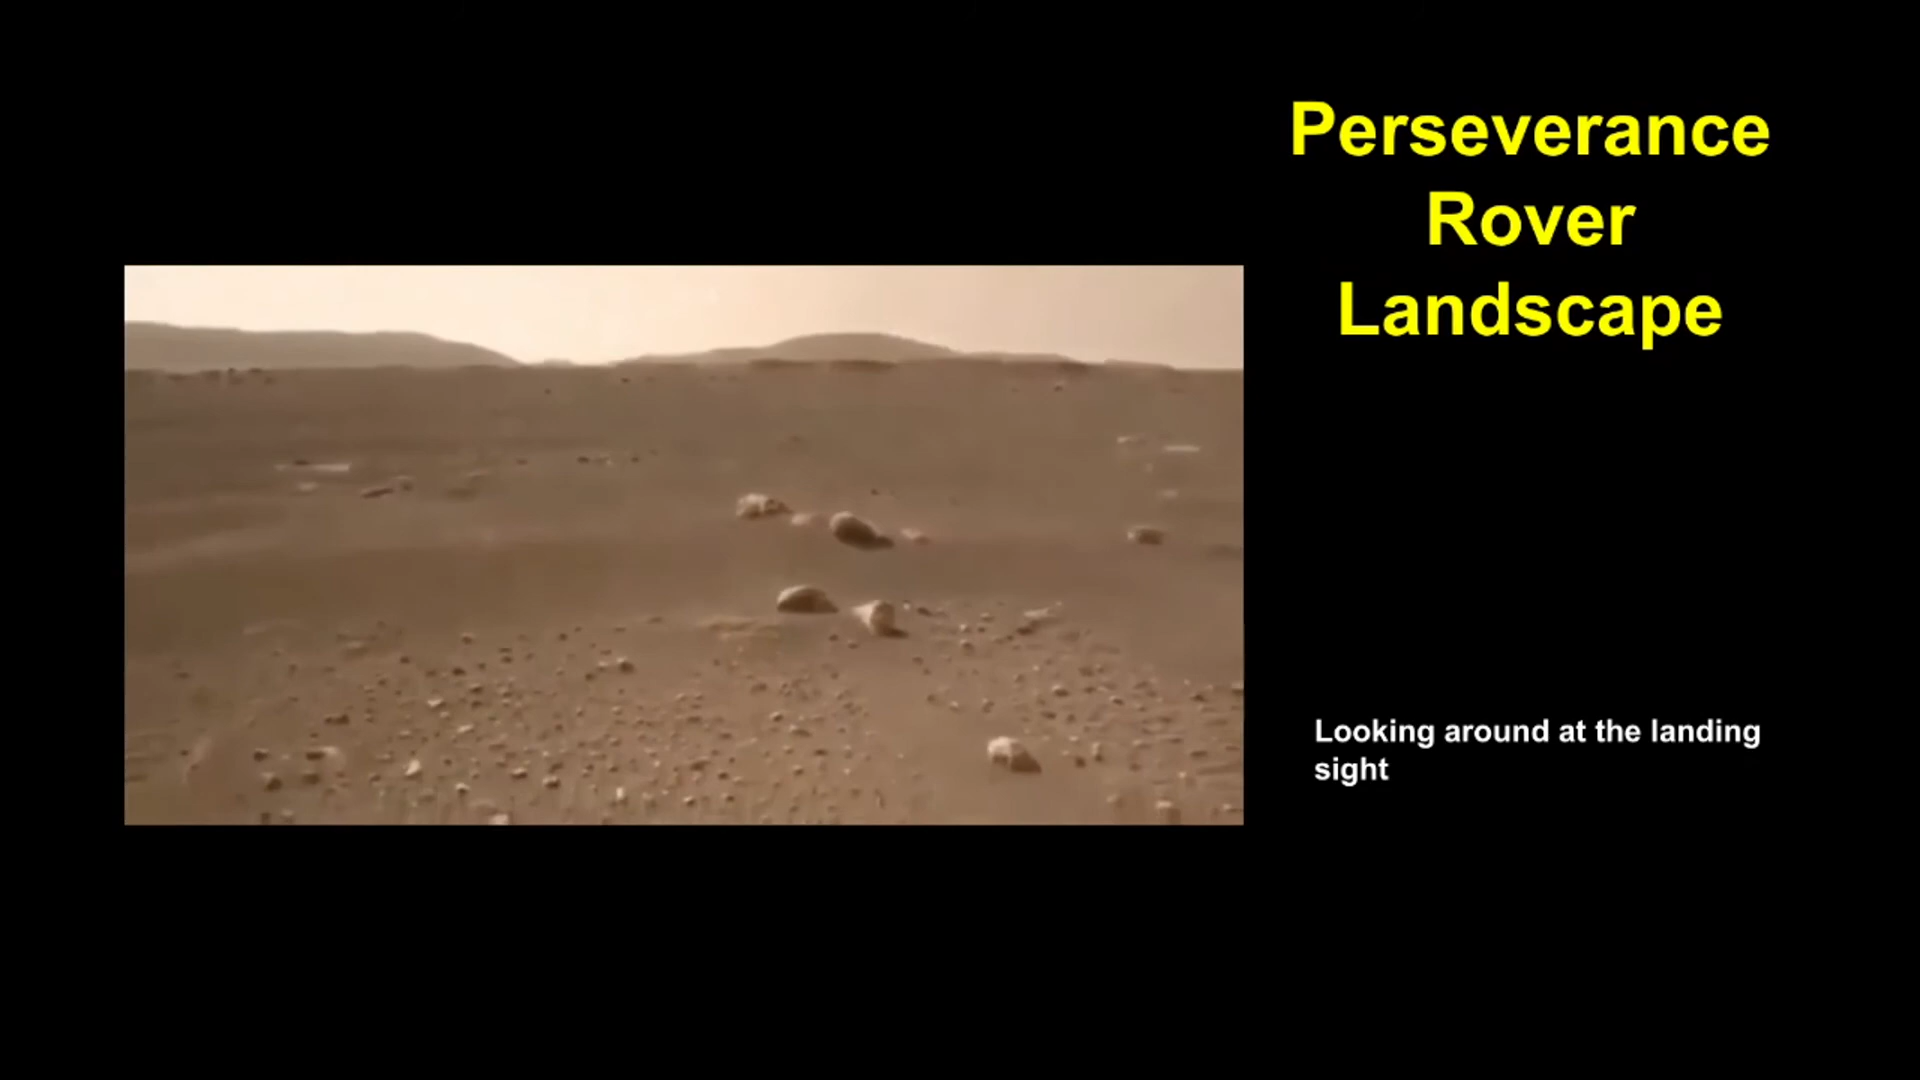 Perseverance
Rover
Landscape
Looking around at the landing
sight